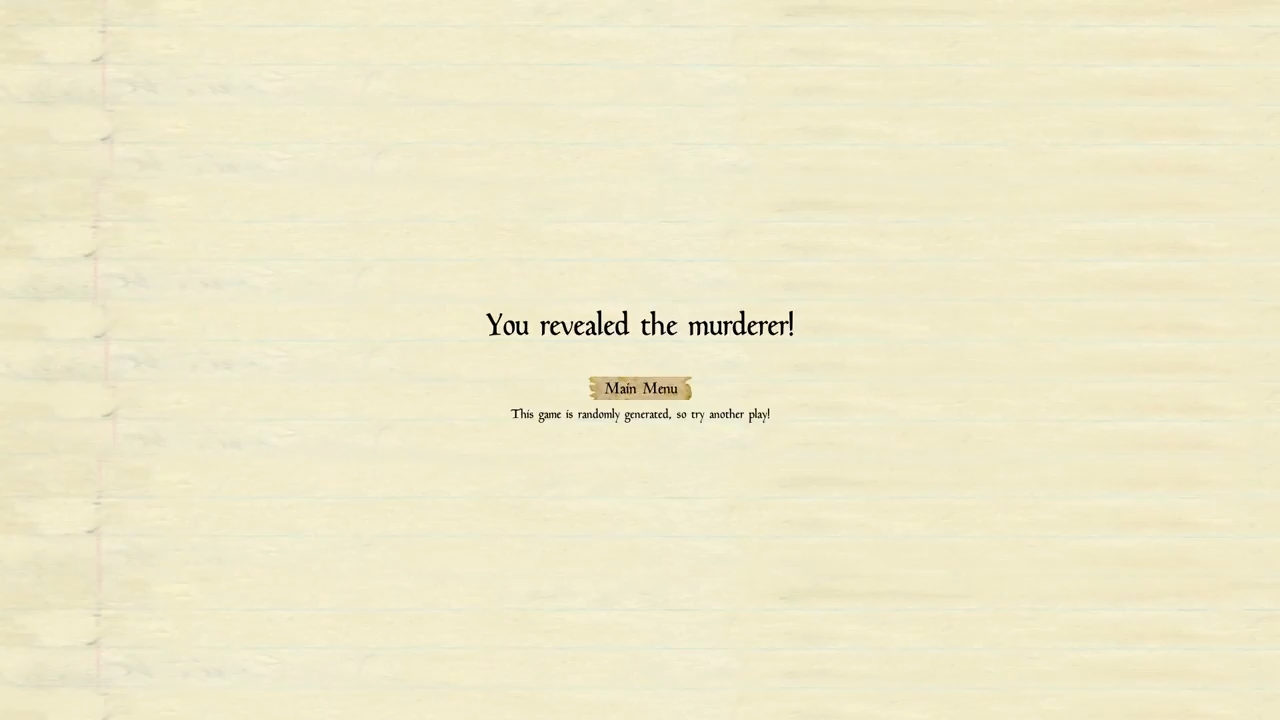 You revealed the murderer!
Main Menu
This game is randomly generated, so try another play!